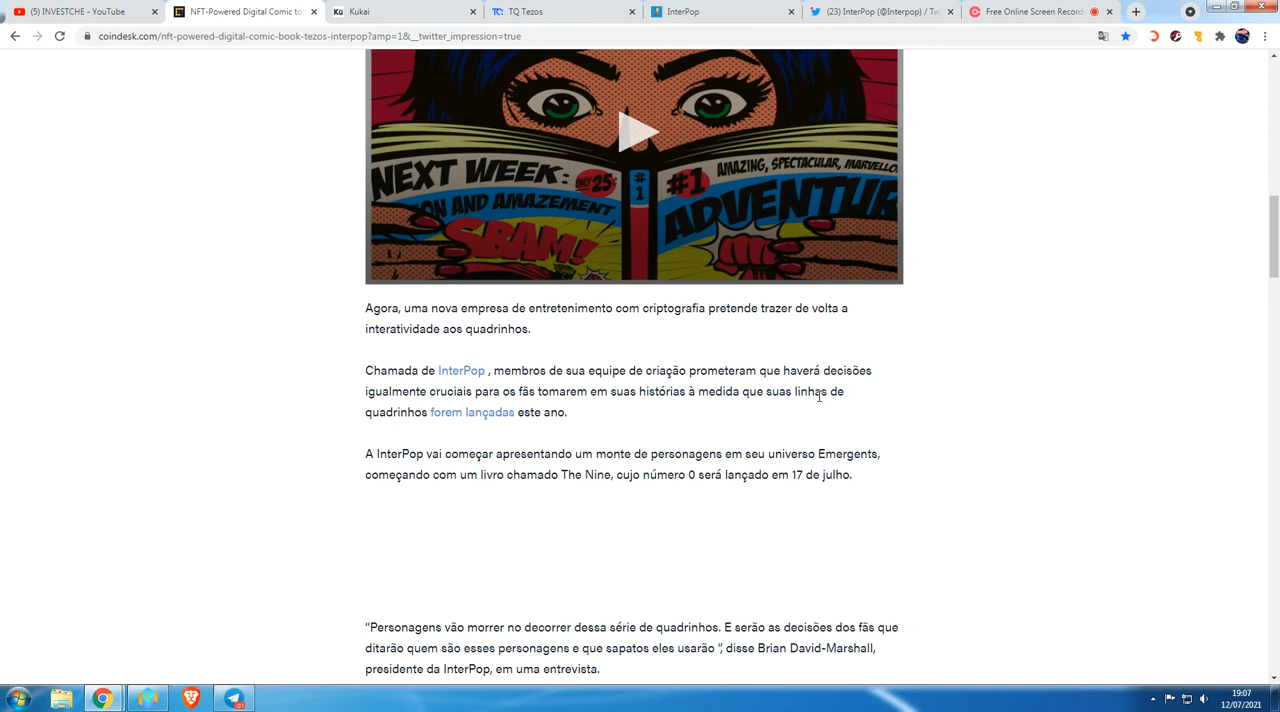 (5) INVESTCHE - YouTube
NFT-Powered Digital Comic to
Kukai
TQ Tezos
InterPop
(23) InterPop (@Interpop) / Tw
Free Online Screen Record
coindesk.com/nft-powered-digital-comic-book-tezos-interpop?amp=1&__twitter_impression=true
NEXT WEEK:
ONLY 25¢
#1
#1
AMAZING, SPECTACULAR, MARVELLO
ON AND AMAZEMENT
ADVENTUR
SBAM!
Agora, uma nova empresa de entretenimento com criptografia pretende trazer de volta a
interatividade aos quadrinhos.
Chamada de InterPop , membros de sua equipe de criação prometeram que haverá decisões
igualmente cruciais para os fãs tomarem em suas histórias à medida que suas linhas de
quadrinhos forem lançadas este ano.
A InterPop vai começar apresentando um monte de personagens em seu universo Emergents,
começando com um livro chamado The Nine, cujo número 0 será lançado em 17 de julho.
“Personagens vão morrer no decorrer dessa série de quadrinhos. E serão as decisões dos fãs que
ditarão quem são esses personagens e que sapatos eles usarão ”, disse Brian David-Marshall,
presidente da InterPop, em uma entrevista.
19:07
12/07/2021